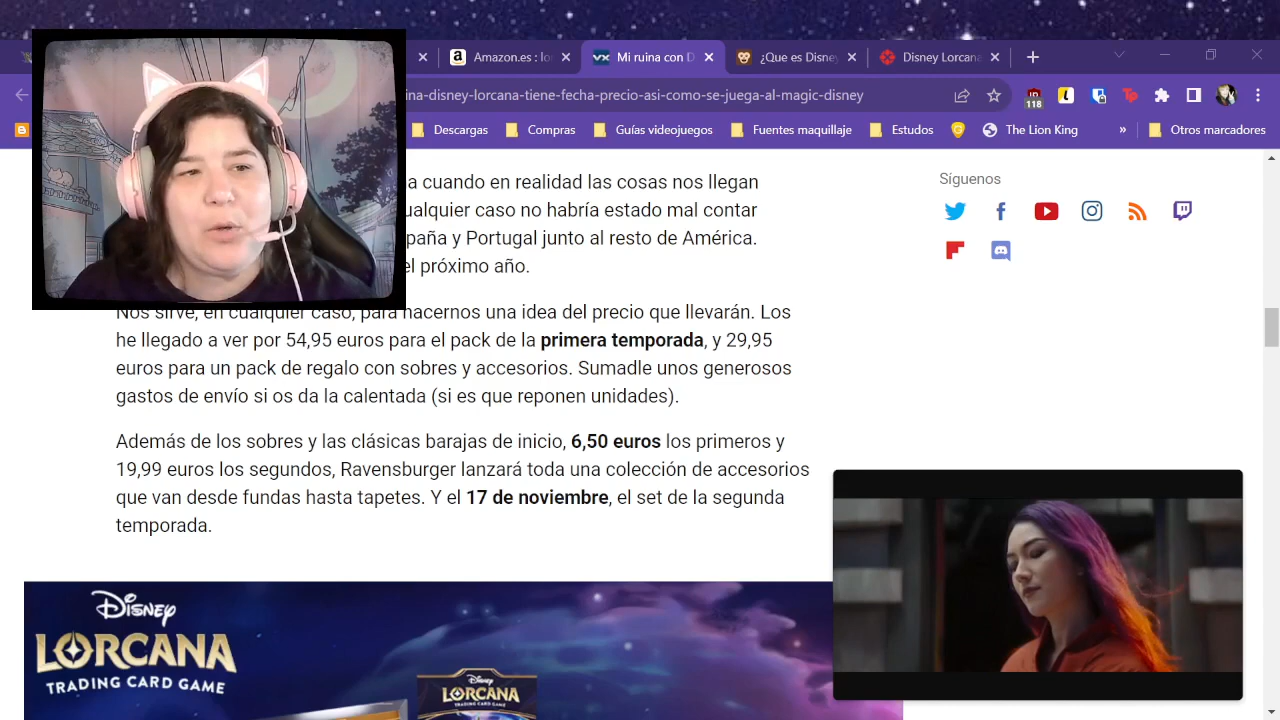 Amazon.es : lo
VX Mi ruina con D
¿Que es Disney
Disney Lorcana
ina-disney-lorcana-tiene-fecha-precio-asi-como-se-juega-al-magic-disney
118
Descargas
Compras
Guías videojuegos
Fuentes maquillaje
Estudos
The Lion King
»
Otros marcadores
a cuando en realidad las cosas nos llegan
ualquier caso no habría estado mal contar
paña y Portugal junto al resto de América.
el próximo año.
Nos sirve, en cualquier caso, para hacernos una idea del precio que llevarán. Los
he llegado a ver por 54,95 euros para el pack de la primera temporada, y 29,95
euros para un pack de regalo con sobres y accesorios. Sumadle unos generosos
gastos de envío si os da la calentada (si es que reponen unidades).
Además de los sobres y las clásicas barajas de inicio, 6,50 euros los primeros y
19,99 euros los segundos, Ravensburger lanzará toda una colección de accesorios
que van desde fundas hasta tapetes. Y el 17 de noviembre, el set de la segunda
temporada.
Síguenos
Disney
LORCANA
TRADING CARD GAME
Disney
LORCANA